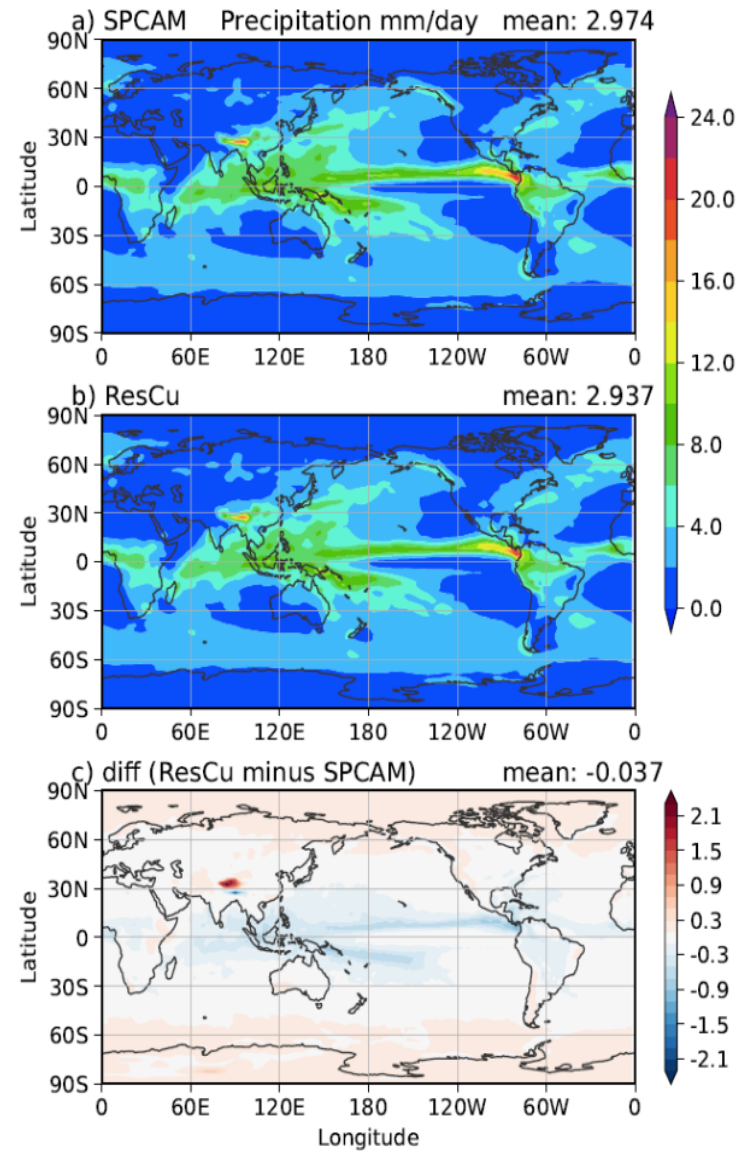 a) SPCAM Precipitation mm/day mean: 2.974
90N
60N
30N
0
30S
60S
90S
Latitude
0 60E 120E 180 120W 60W 0
24.0
20.0
16.0
12.0
8.0
4.0
0.0
b) ResCu mean: 2.937
90N
60N
30N
0
30S
60S
90S
Latitude
0 60E 120E 180 120W 60W 0
c) diff (ResCu minus SPCAM) mean: -0.037
90N
60N
30N
0
30S
60S
90S
Latitude
0 60E 120E 180 120W 60W 0
Longitude
2.1
1.5
0.9
0.3
-0.3
-0.9
-1.5
-2.1